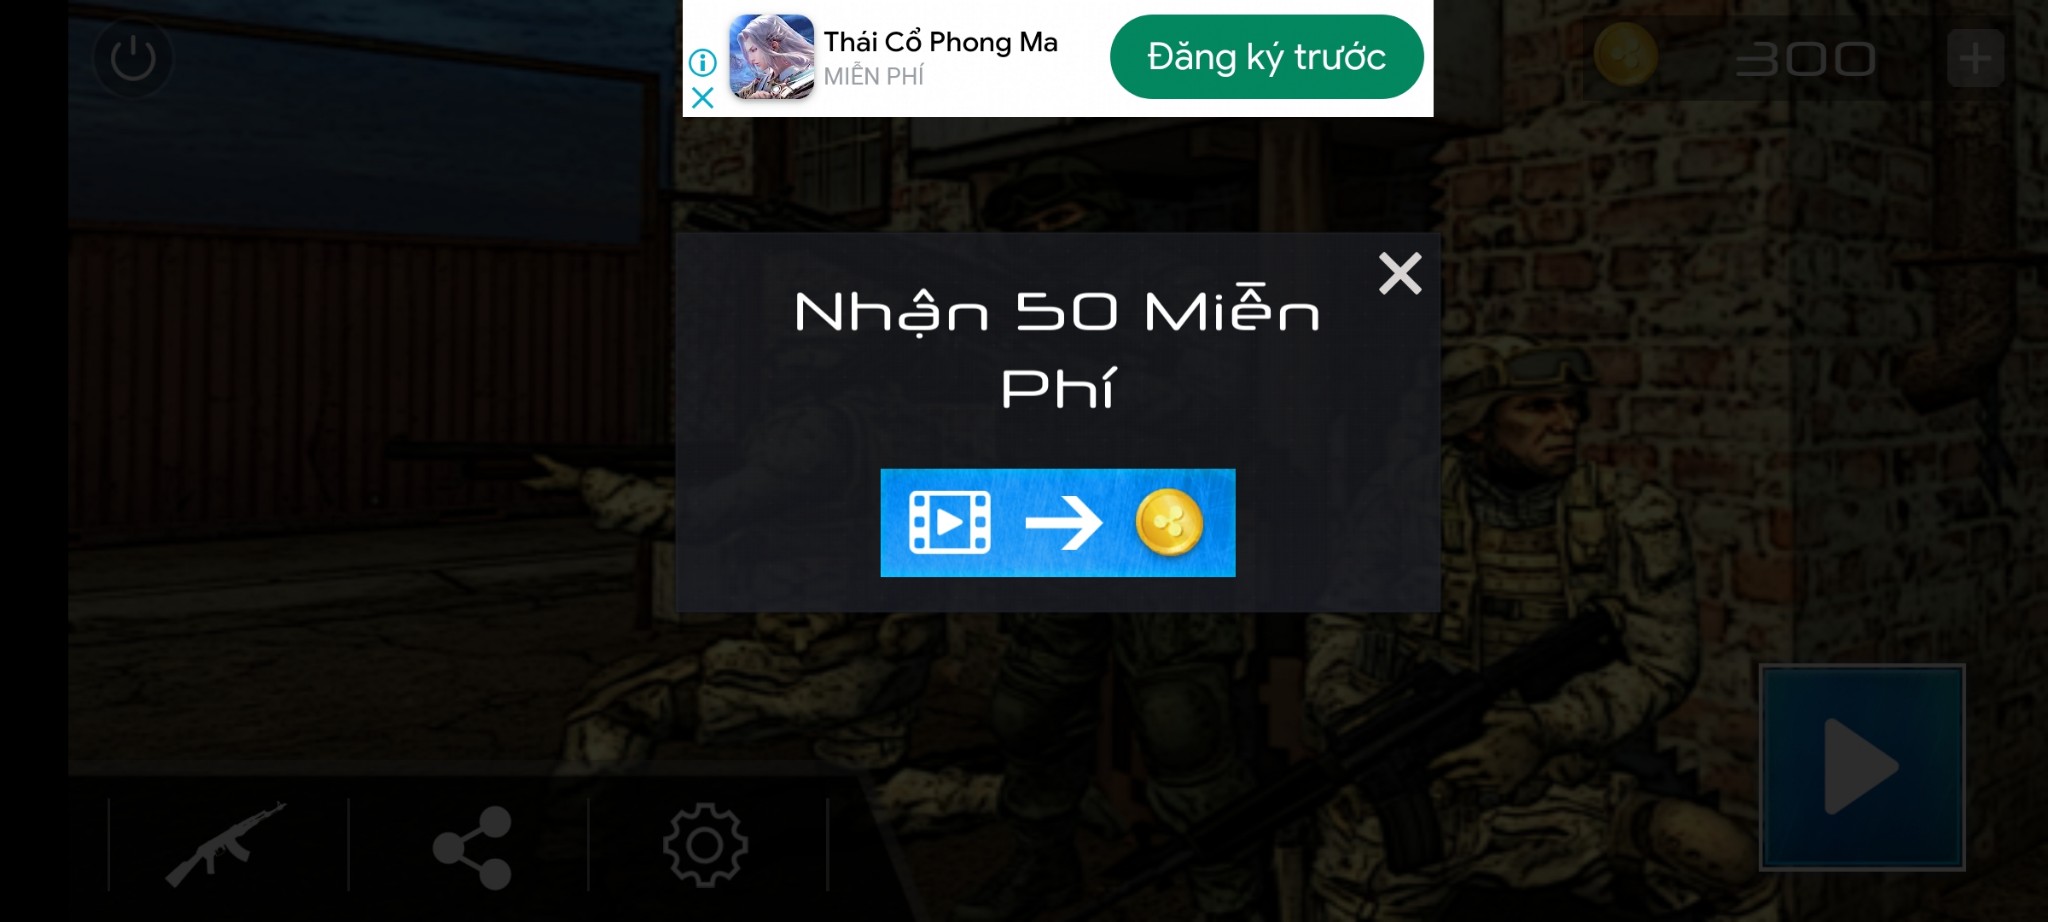 Thái Cổ Phong Ma
MIỄN PHÍ
Đăng ký trước
300
Nhận 50 Miễn
Phí